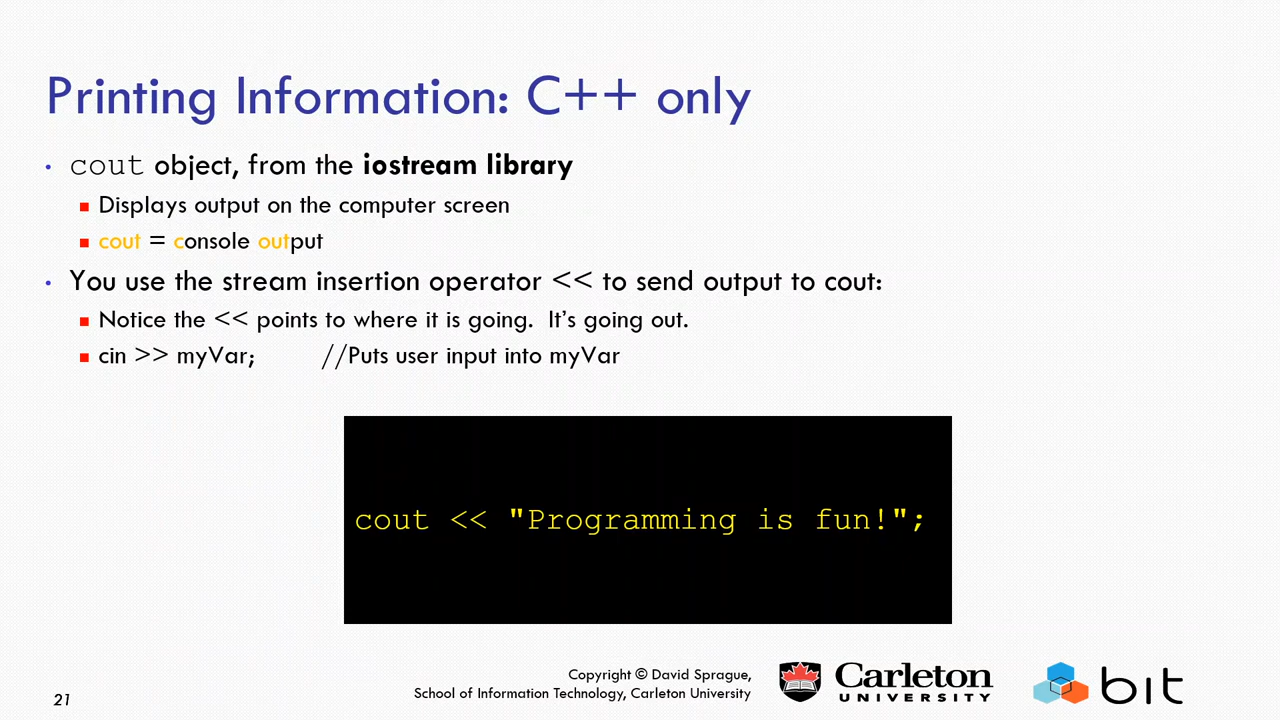 Printing Information: C++ only
• cout object, from the iostream library
▪ Displays output on the computer screen
▪ cout = console output
• You use the stream insertion operator << to send output to cout:
▪ Notice the << points to where it is going.  It’s going out.
▪ cin >> myVar;          //Puts user input into myVar
cout << "Programming is fun!";
21
Copyright © David Sprague,
School of Information Technology, Carleton University
Carleton
UNIVERSITY
bit